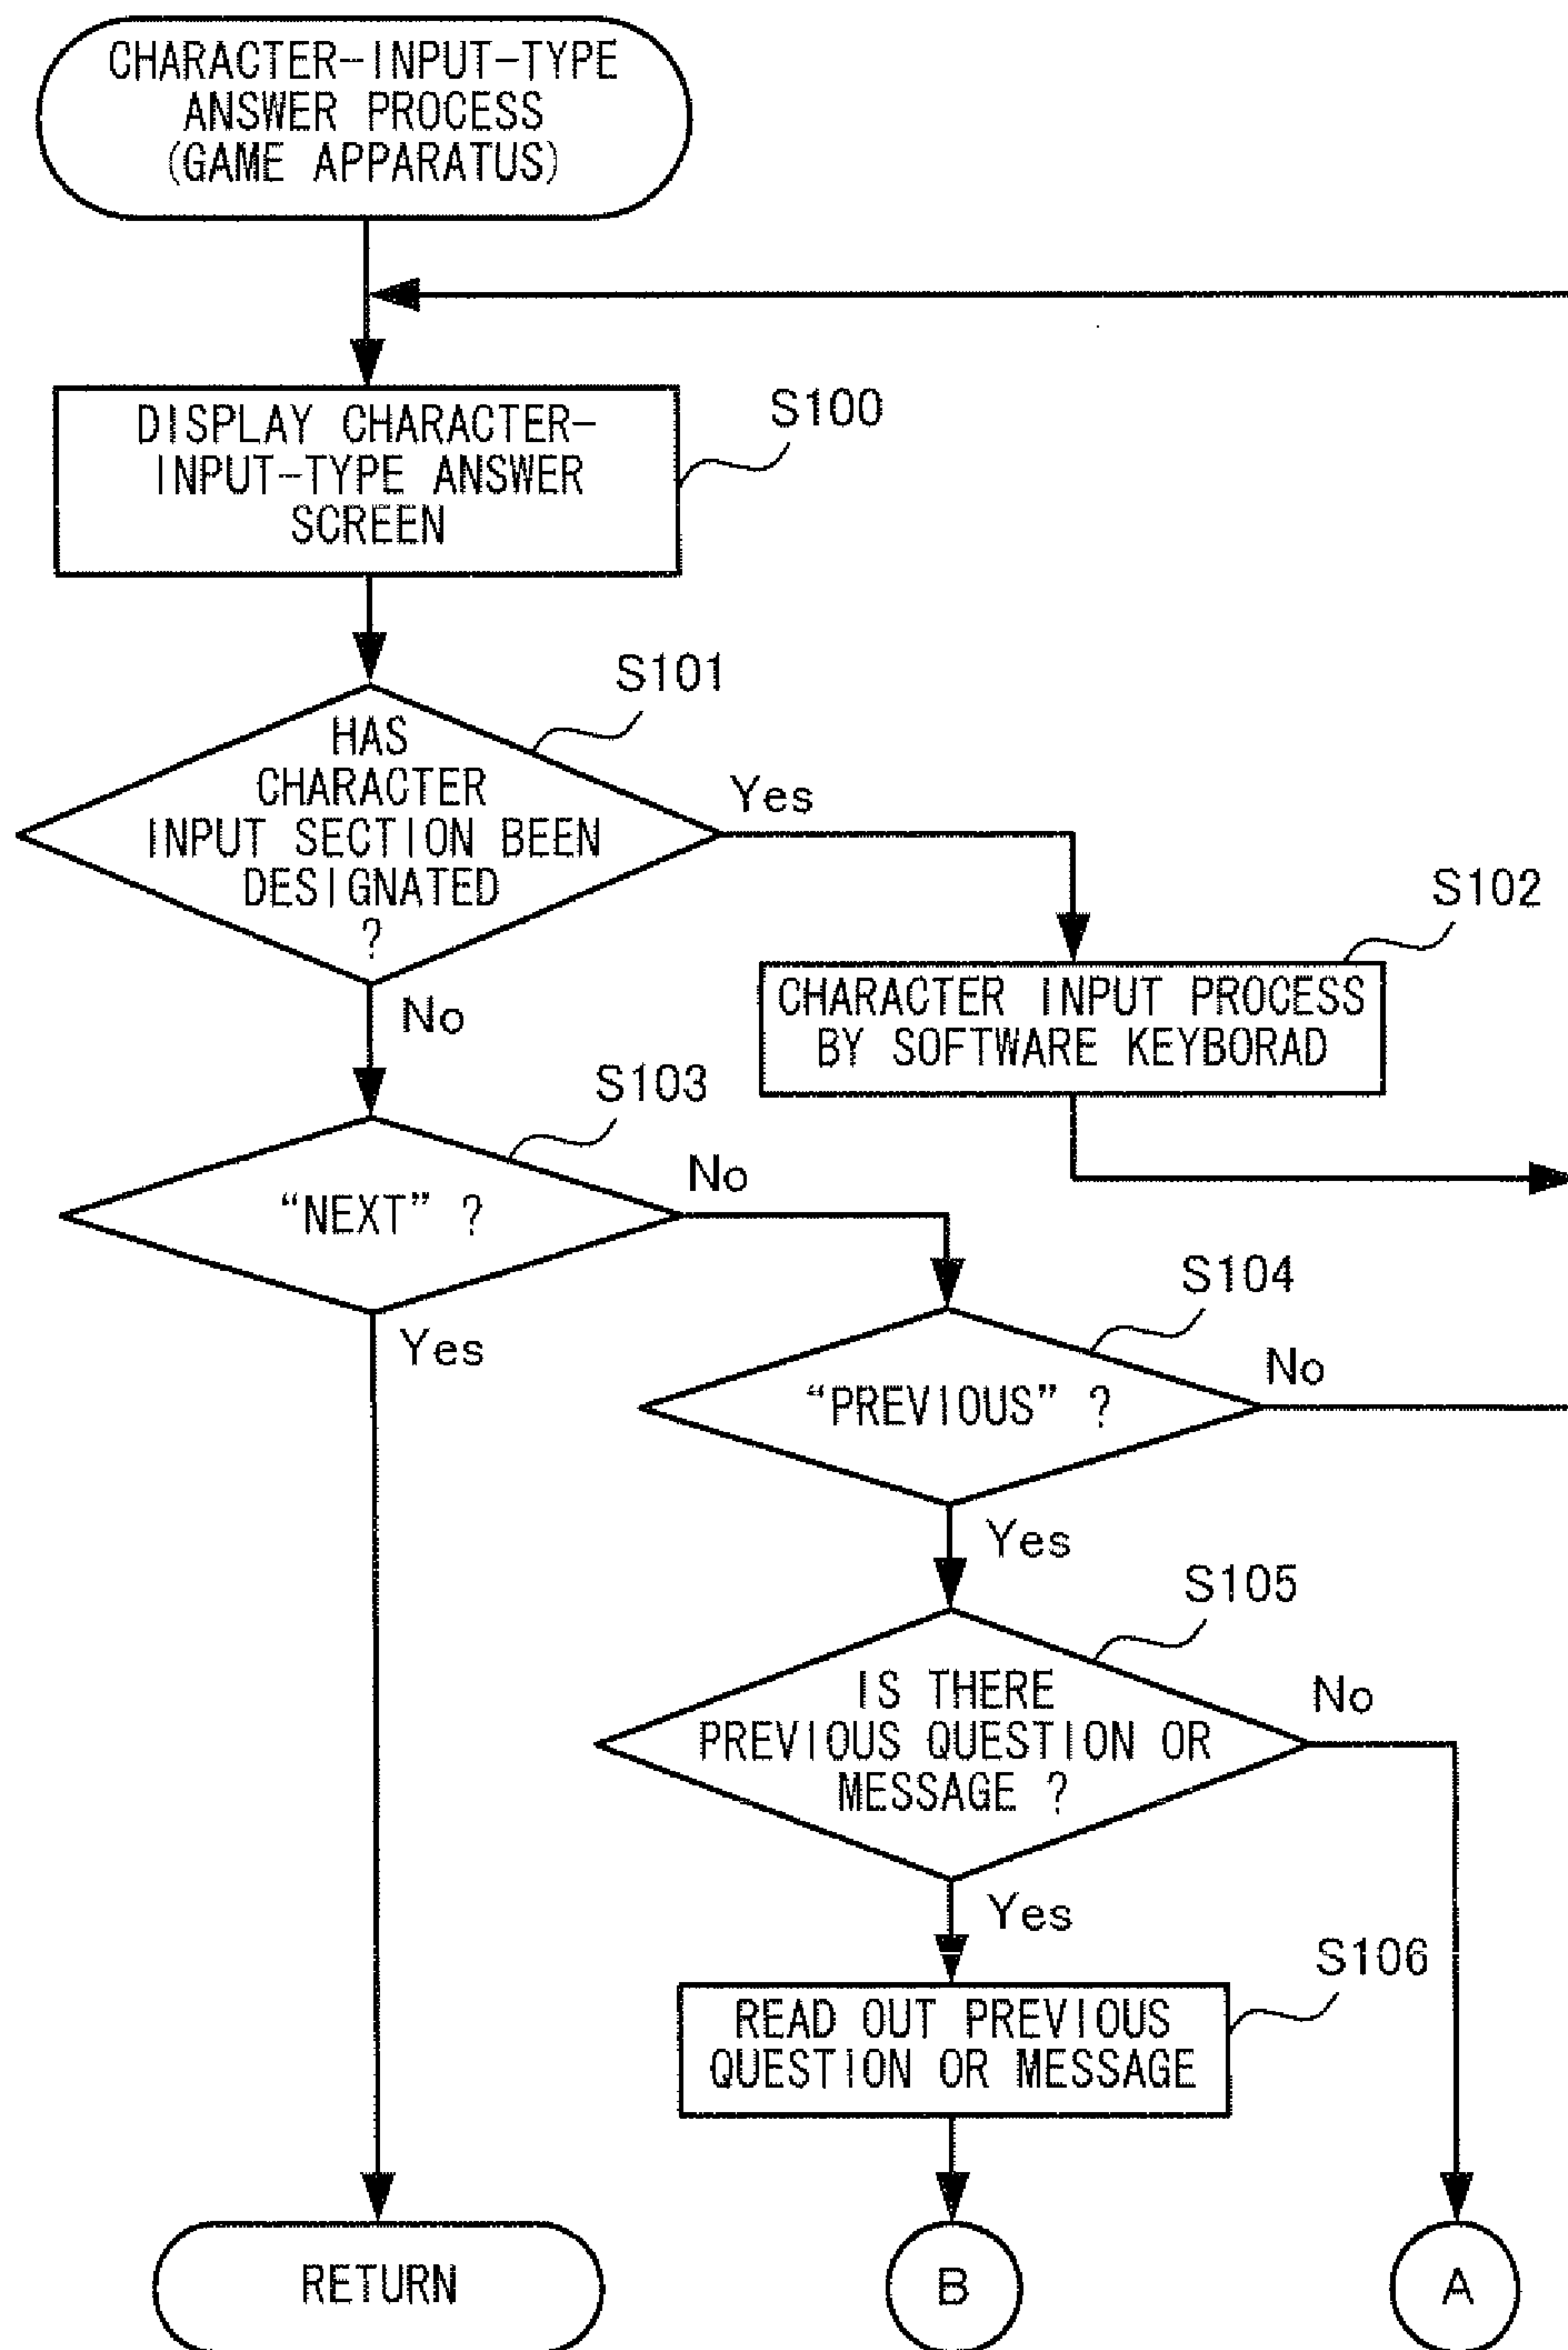 CHARACTER-INPUT-TYPE
ANSWER PROCESS
(GAME APPARATUS)
S100
DISPLAY CHARACTER-
INPUT-TYPE ANSWER
SCREEN
S101
HAS
CHARACTER
INPUT SECTION BEEN
DESIGNATED
?
Yes
No
S102
CHARACTER INPUT PROCESS
BY SOFTWARE KEYBORAD
S103
“NEXT” ?
No
Yes
S104
“PREVIOUS” ?
No
Yes
S105
IS THERE
PREVIOUS QUESTION OR
MESSAGE ?
No
Yes
S106
READ OUT PREVIOUS
QUESTION OR MESSAGE
RETURN
B
A